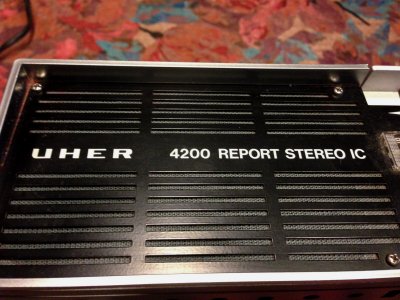 UHER 4200 REPORT STEREO IC